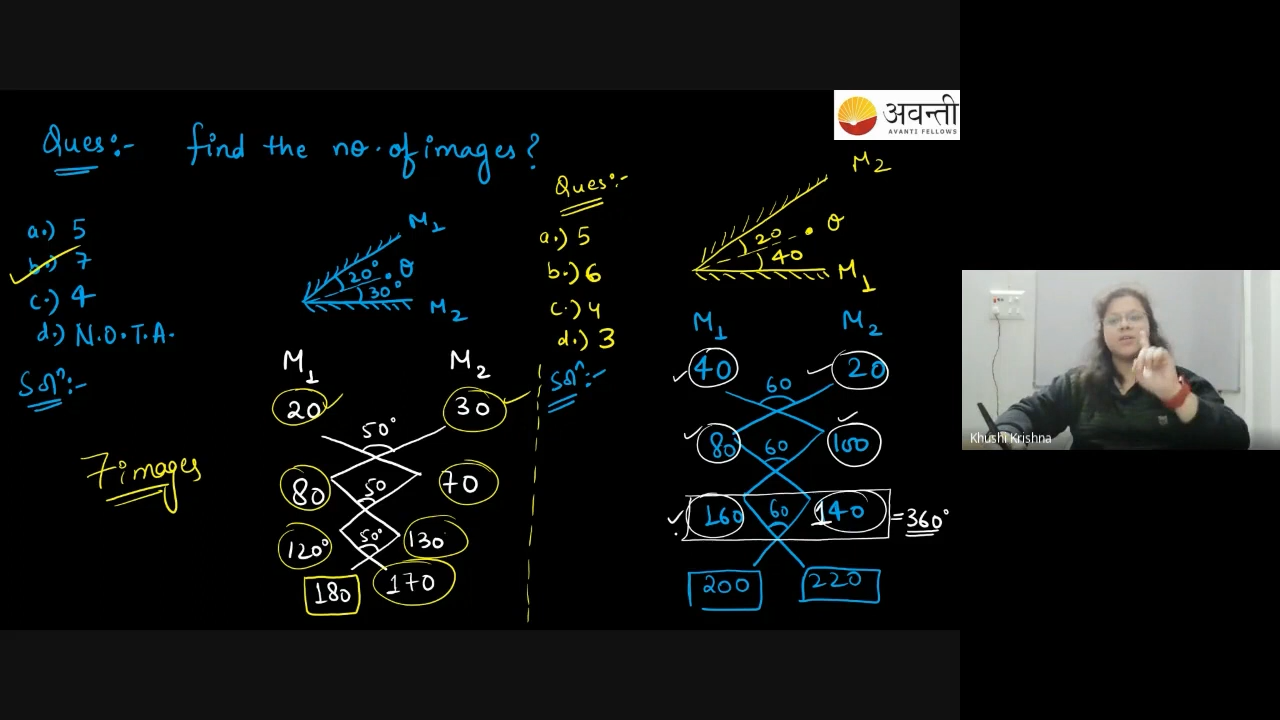 अवन्ती
AVANTI FELLOWS
Ques:- find the no. of images?
a.) 5
b.) 7
c.) 4
d.) N.O.T.A.
M1
20° O
30°
M2
Soln:-
7 images
M1 M2
20 30
50°
80 70
50
120° 130
50°
180 170
Ques:-
a.) 5
b.) 6
c.) 4
d.) 3
M2
20 O
40
M1
Soln:-
M1 M2
40 20
60
80 100
60
160 140 = 360°
60
200 220
Khushi Krishna